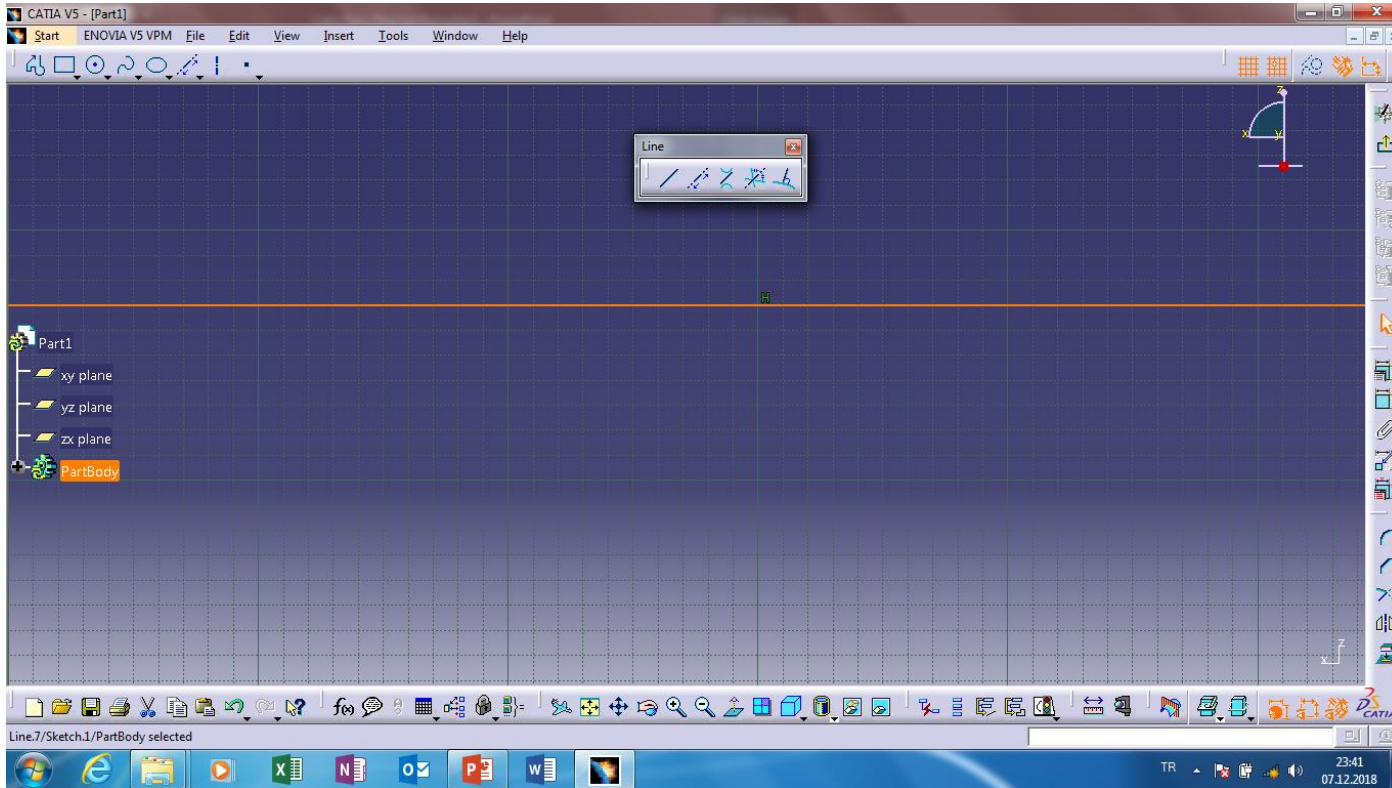 CATIA V5 - [Part1]
Start ENOVIA V5 VPM File Edit View Insert Tools Window Help
z
x y
Line
H
Part1
xy plane
yz plane
zx plane
PartBody
z
x
f(x)
CATIA
Line.7/Sketch.1/PartBody selected
TR 23:41
07.12.2018